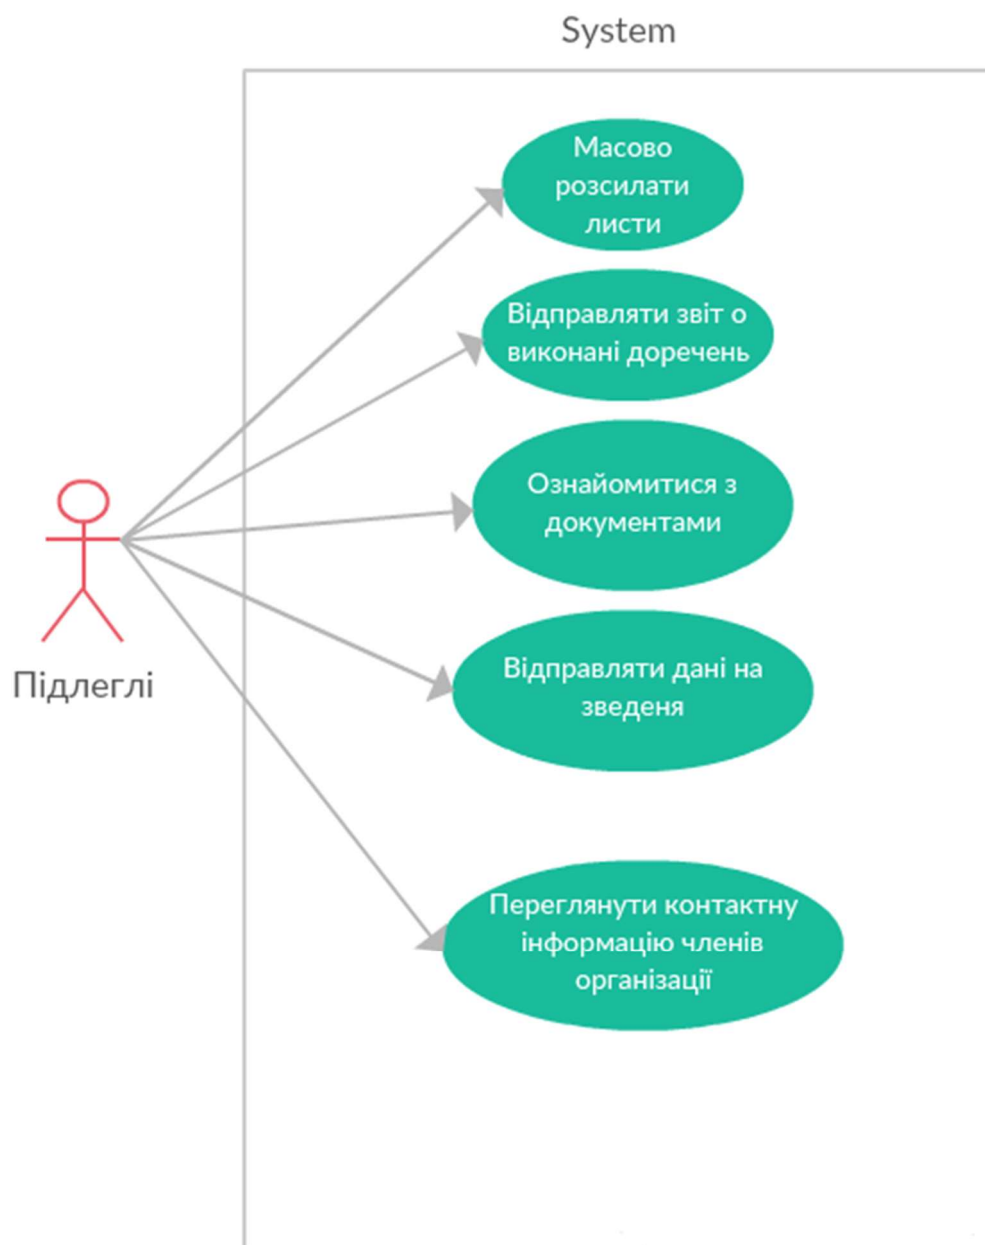 System
Масово
розсилати
листи
Відправляти звіт о
виконані доречень
Ознайомитися з
документами
Підлеглі
Відправляти дані на
зведеня
Переглянути контактну
інформацію членів
організації